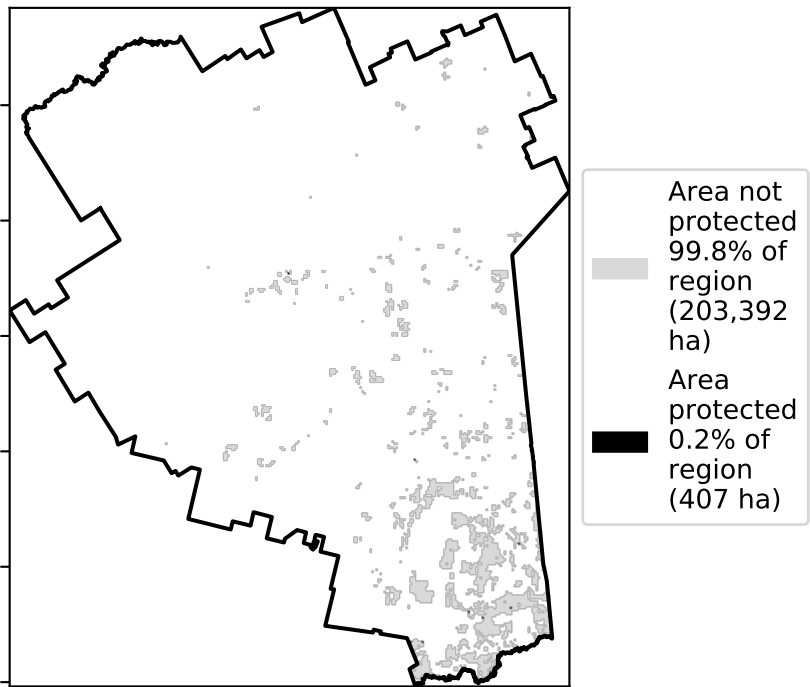 Area not
protected
99.8% of
region
(203,392
ha)
Area
protected
0.2% of
region
(407 ha)